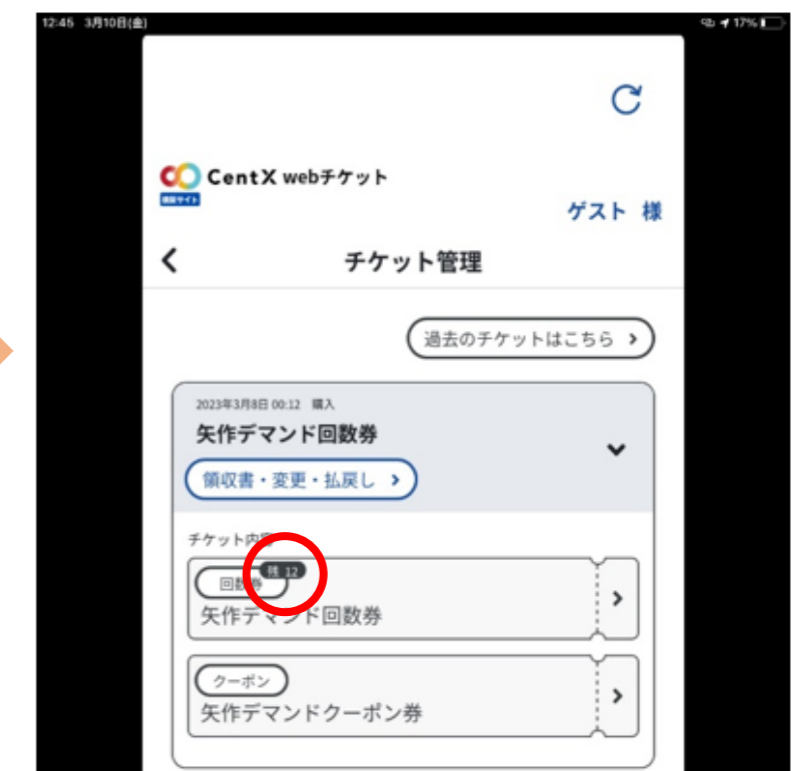 12:45 3月10日(金)
17%
CentX webチケット
ゲスト 様
チケット管理
過去のチケットはこちら
2023年3月8日 00:12 購入
矢作デマンド回数券
領収書・変更・払戻し
チケット内容
回数券
残 12
矢作デマンド回数券
クーポン
矢作デマンドクーポン券